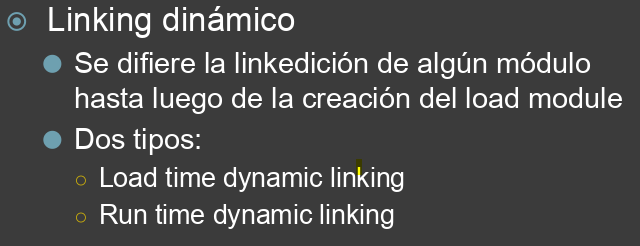 Linking dinámico
Se difiere la linkedición de algún módulo
hasta luego de la creación del load module
Dos tipos:
Load time dynamic linking
Run time dynamic linking